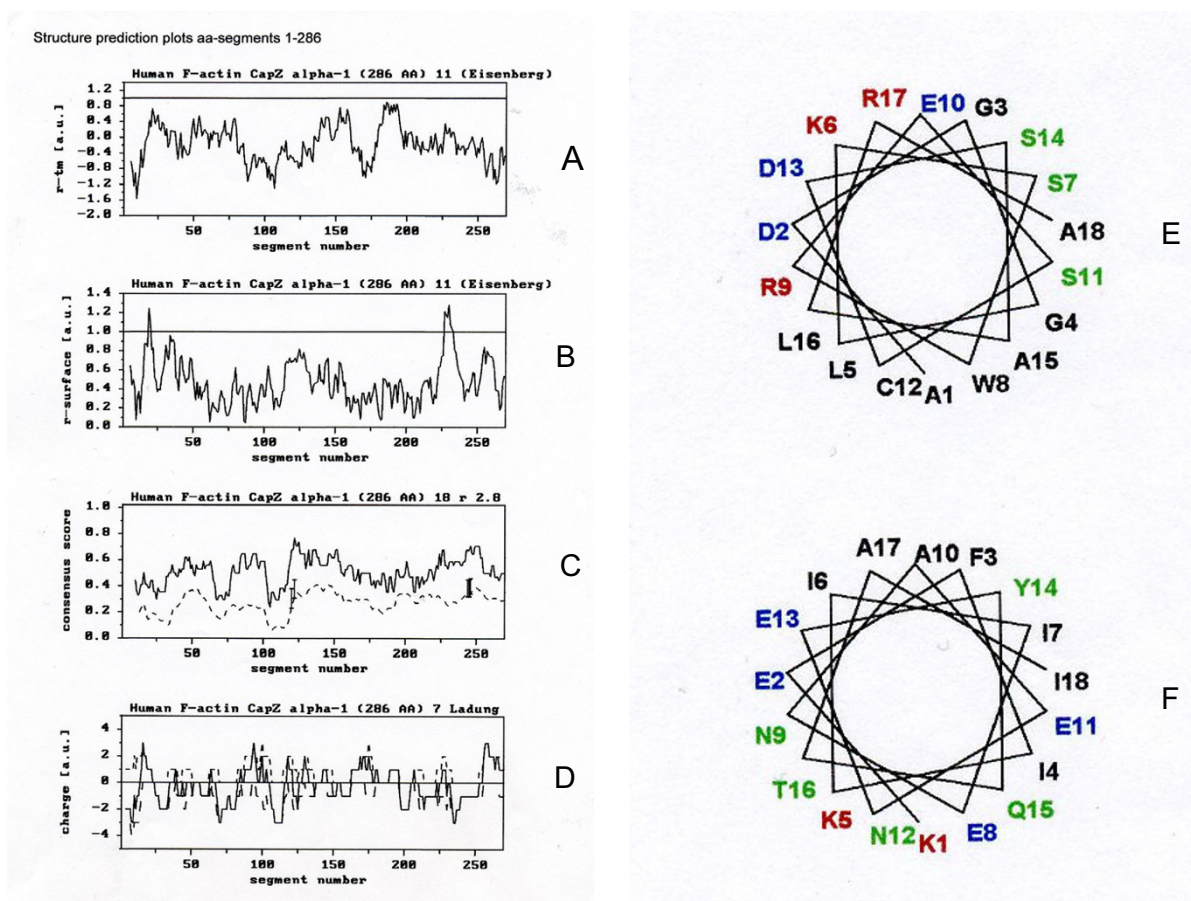 Structure prediction plots aa-segments 1-286
Human F-actin CapZ alpha-1 (286 AA) 11 (Eisenberg)
r-tm [a.u.]
1.2
0.8
0.4
0.0
-0.4
-0.8
-1.2
-1.6
-2.0
50
100
150
200
250
segment number
A
Human F-actin CapZ alpha-1 (286 AA) 11 (Eisenberg)
r-surface [a.u.]
1.4
1.2
1.0
0.8
0.6
0.4
0.2
0.0
50
100
150
200
250
segment number
B
Human F-actin CapZ alpha-1 (286 AA) 18 r 2.8
consensus score
1.0
0.8
0.6
0.4
0.2
0.0
50
100
150
200
250
segment number
C
Human F-actin CapZ alpha-1 (286 AA) 7 Ladung
charge [a.u.]
4
2
0
-2
-4
50
100
150
200
250
segment number
D
R17
E10
G3
K6
S14
D13
S7
D2
A18
R9
S11
L16
G4
L5
A15
C12
A1
W8
E
A17
A10
F3
I6
Y14
E13
I7
E2
I18
N9
E11
T16
I4
K5
Q15
N12
K1
E8
F